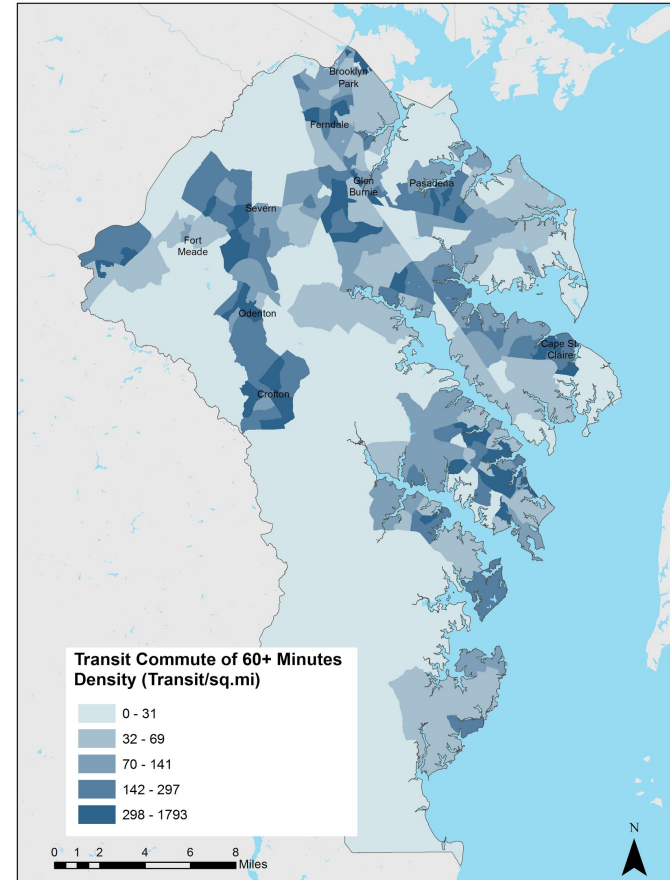 Brooklyn
Park
Ferndale
Glen
Burnie
Pasadena
Severn
Fort
Meade
Odenton
Cape St.
Claire
Crofton
Transit Commute of 60+ Minutes
Density (Transit/sq.mi)
0 - 31
32 - 69
70 - 141
142 - 297
298 - 1793
N
0 1 2 4 6 8
Miles